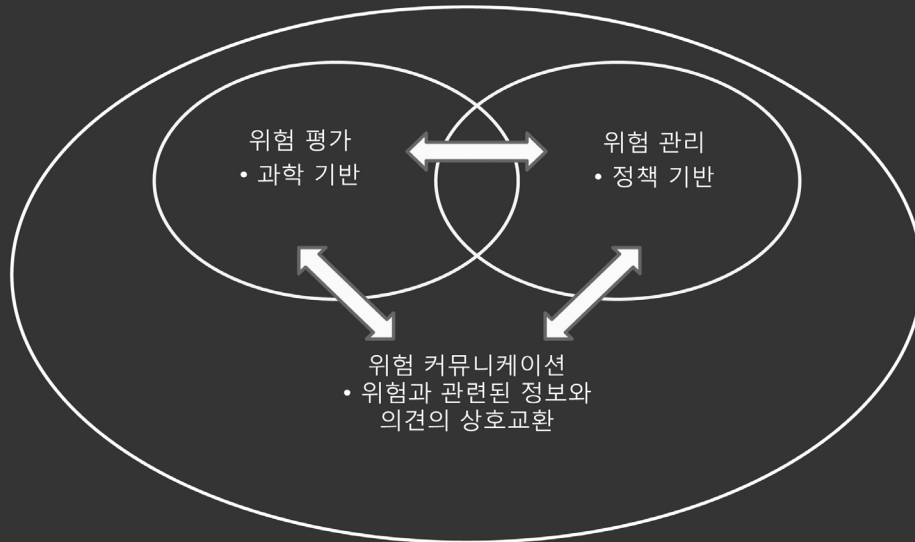 위험 평가
• 과학 기반
위험 관리
• 정책 기반
위험 커뮤니케이션
• 위험과 관련된 정보와
의견의 상호교환